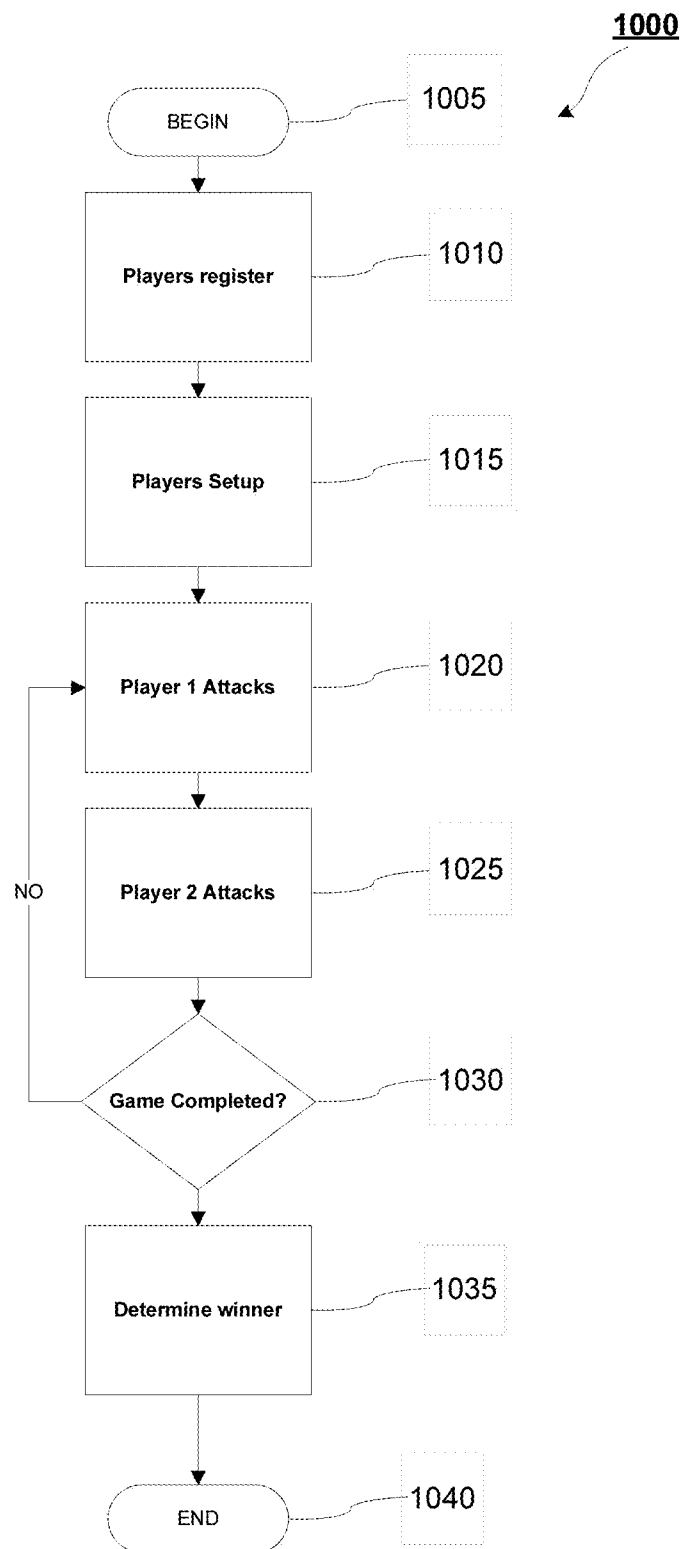 1000
BEGIN
1005
Players register
1010
Players Setup
1015
Player 1 Attacks
1020
Player 2 Attacks
1025
NO
Game Completed?
1030
Determine winner
1035
END
1040